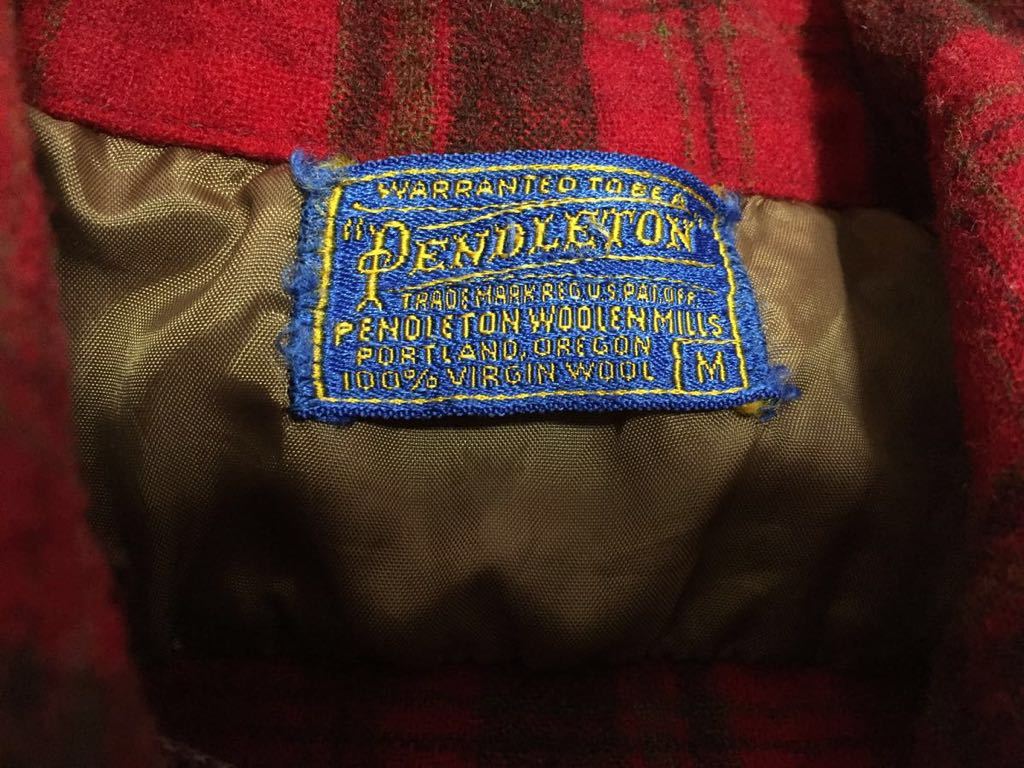 WARRANTED TO BE A
"PENDLETON"
TRADE MARK REG. U.S. PAT. OFF.
PENDLETON WOOLEN MILLS
PORTLAND, OREGON
100% VIRGIN WOOL M